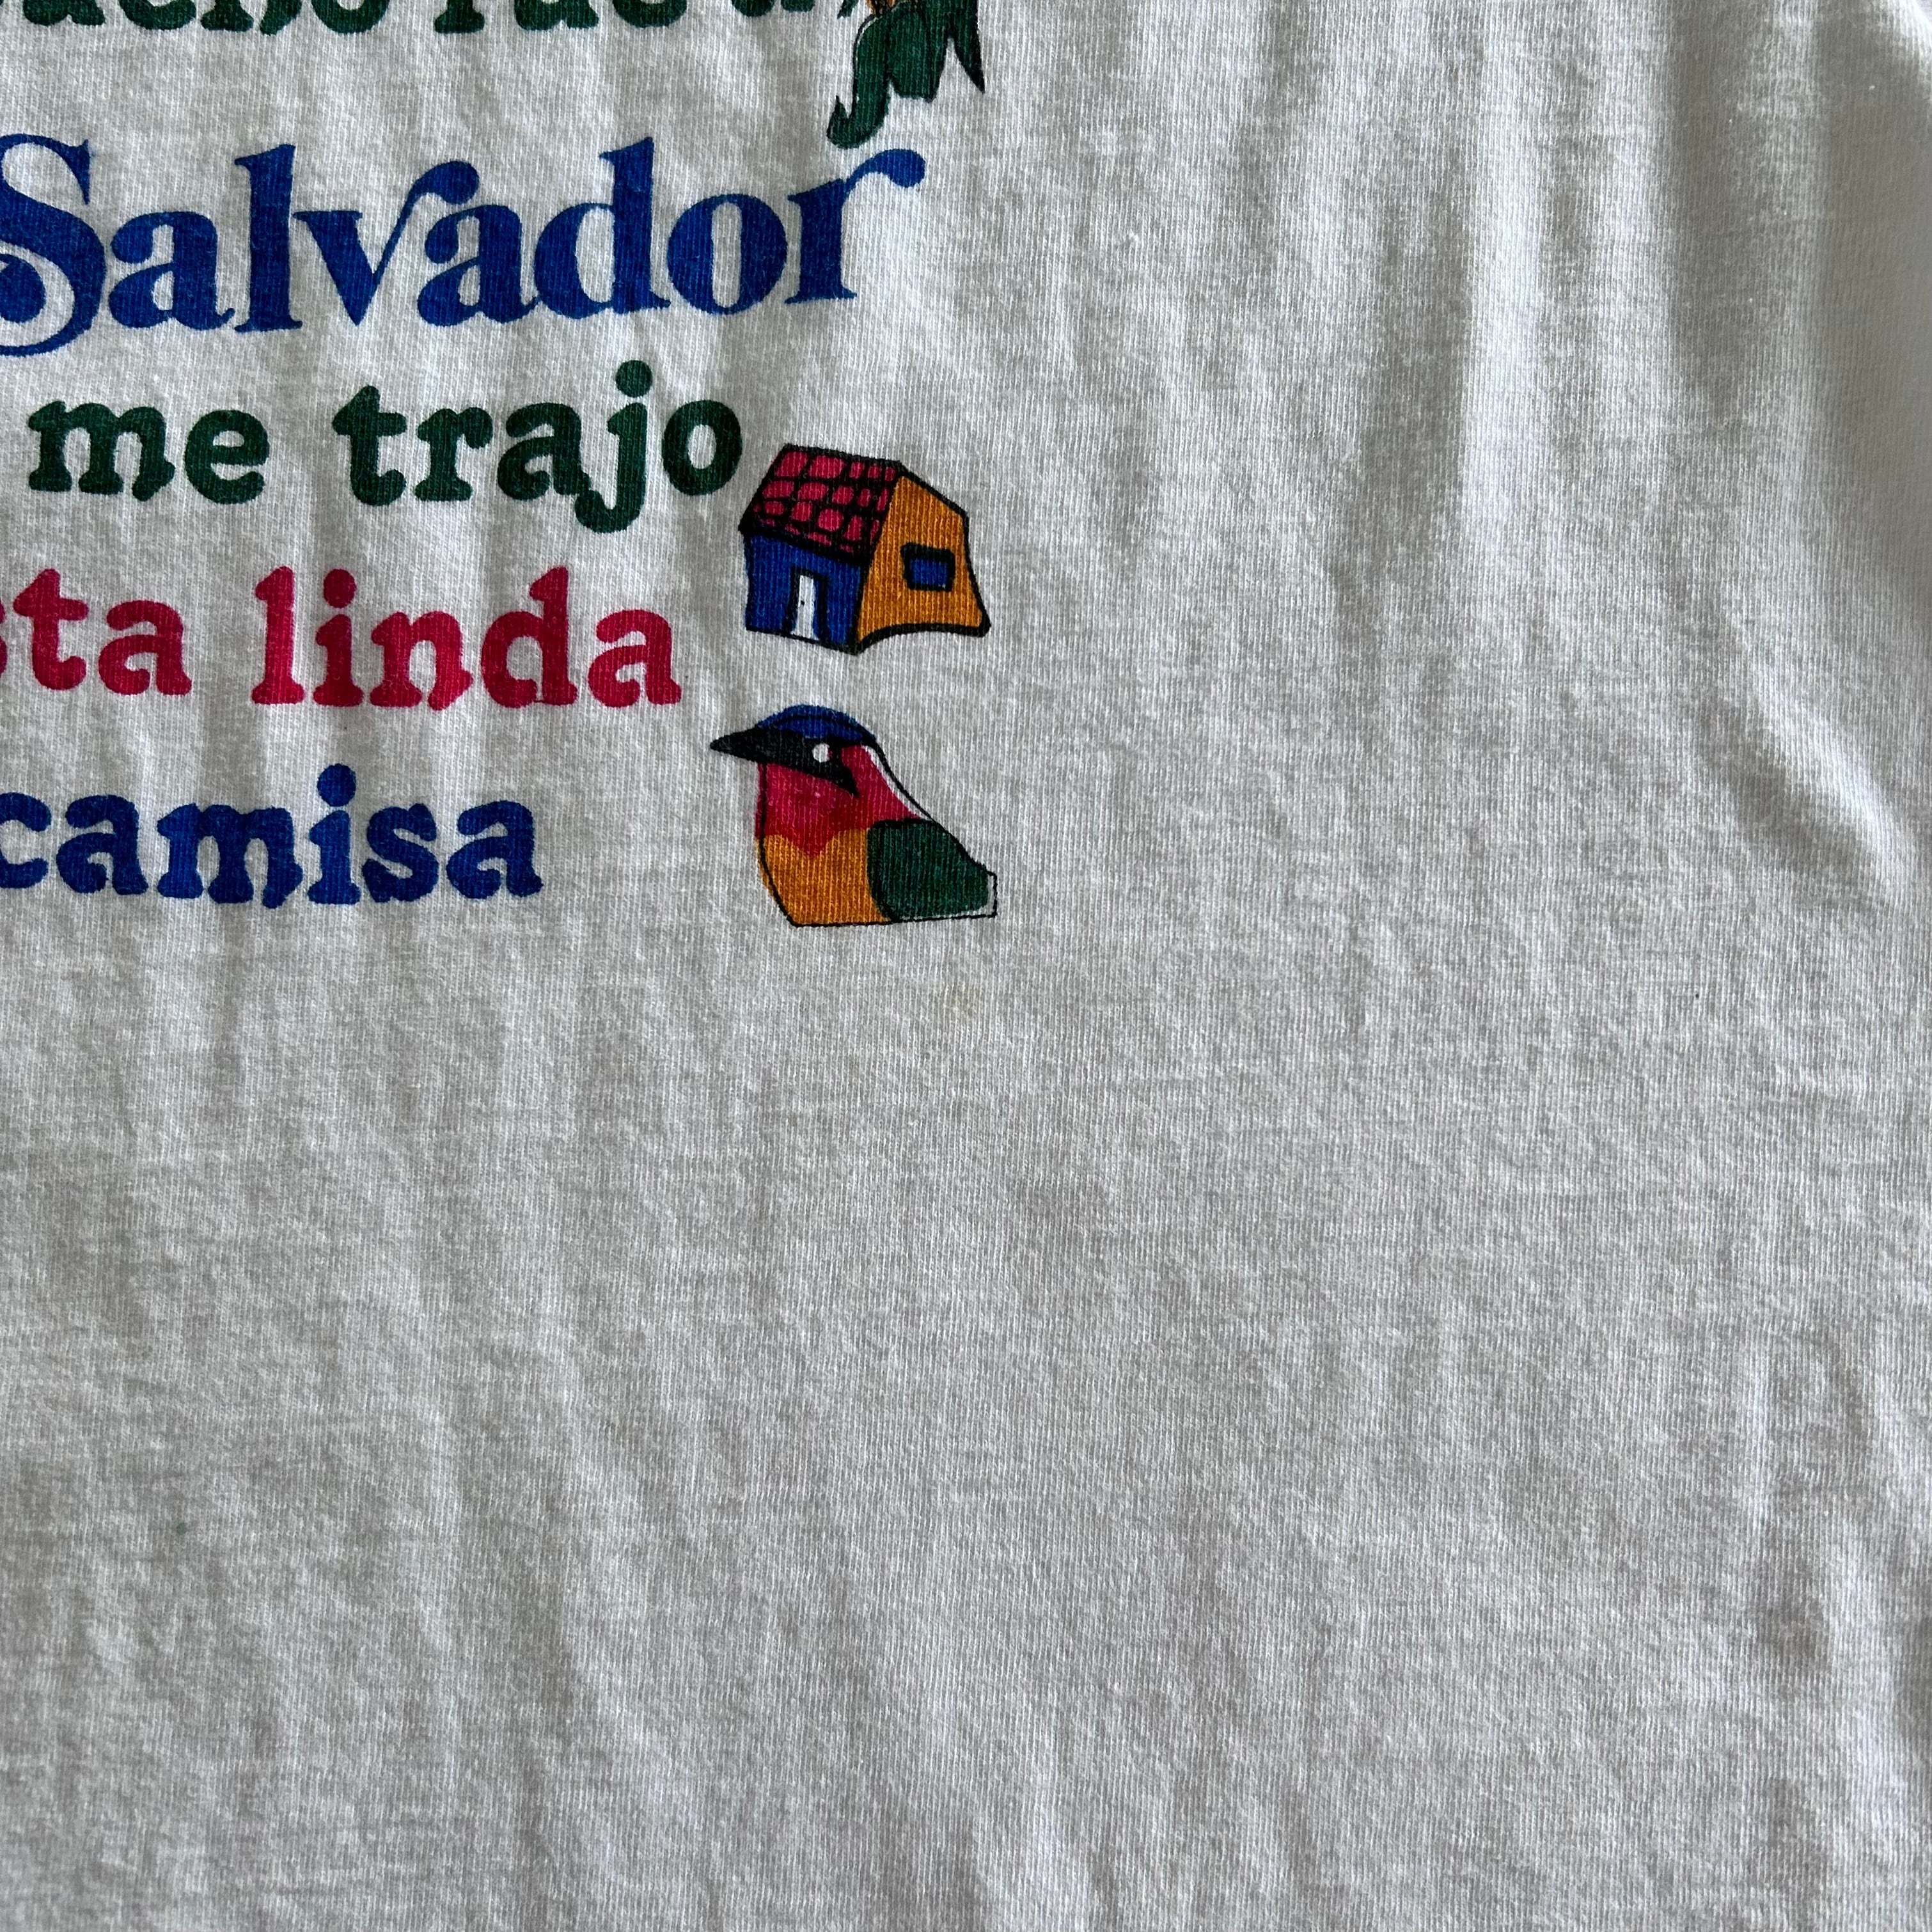 Salvador
me trajo
sta linda
camisa